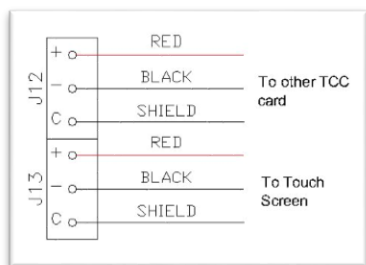 J12
+ RED
- BLACK
C SHIELD
To other TCC
card
J13
+ RED
- BLACK
C SHIELD
To Touch
Screen